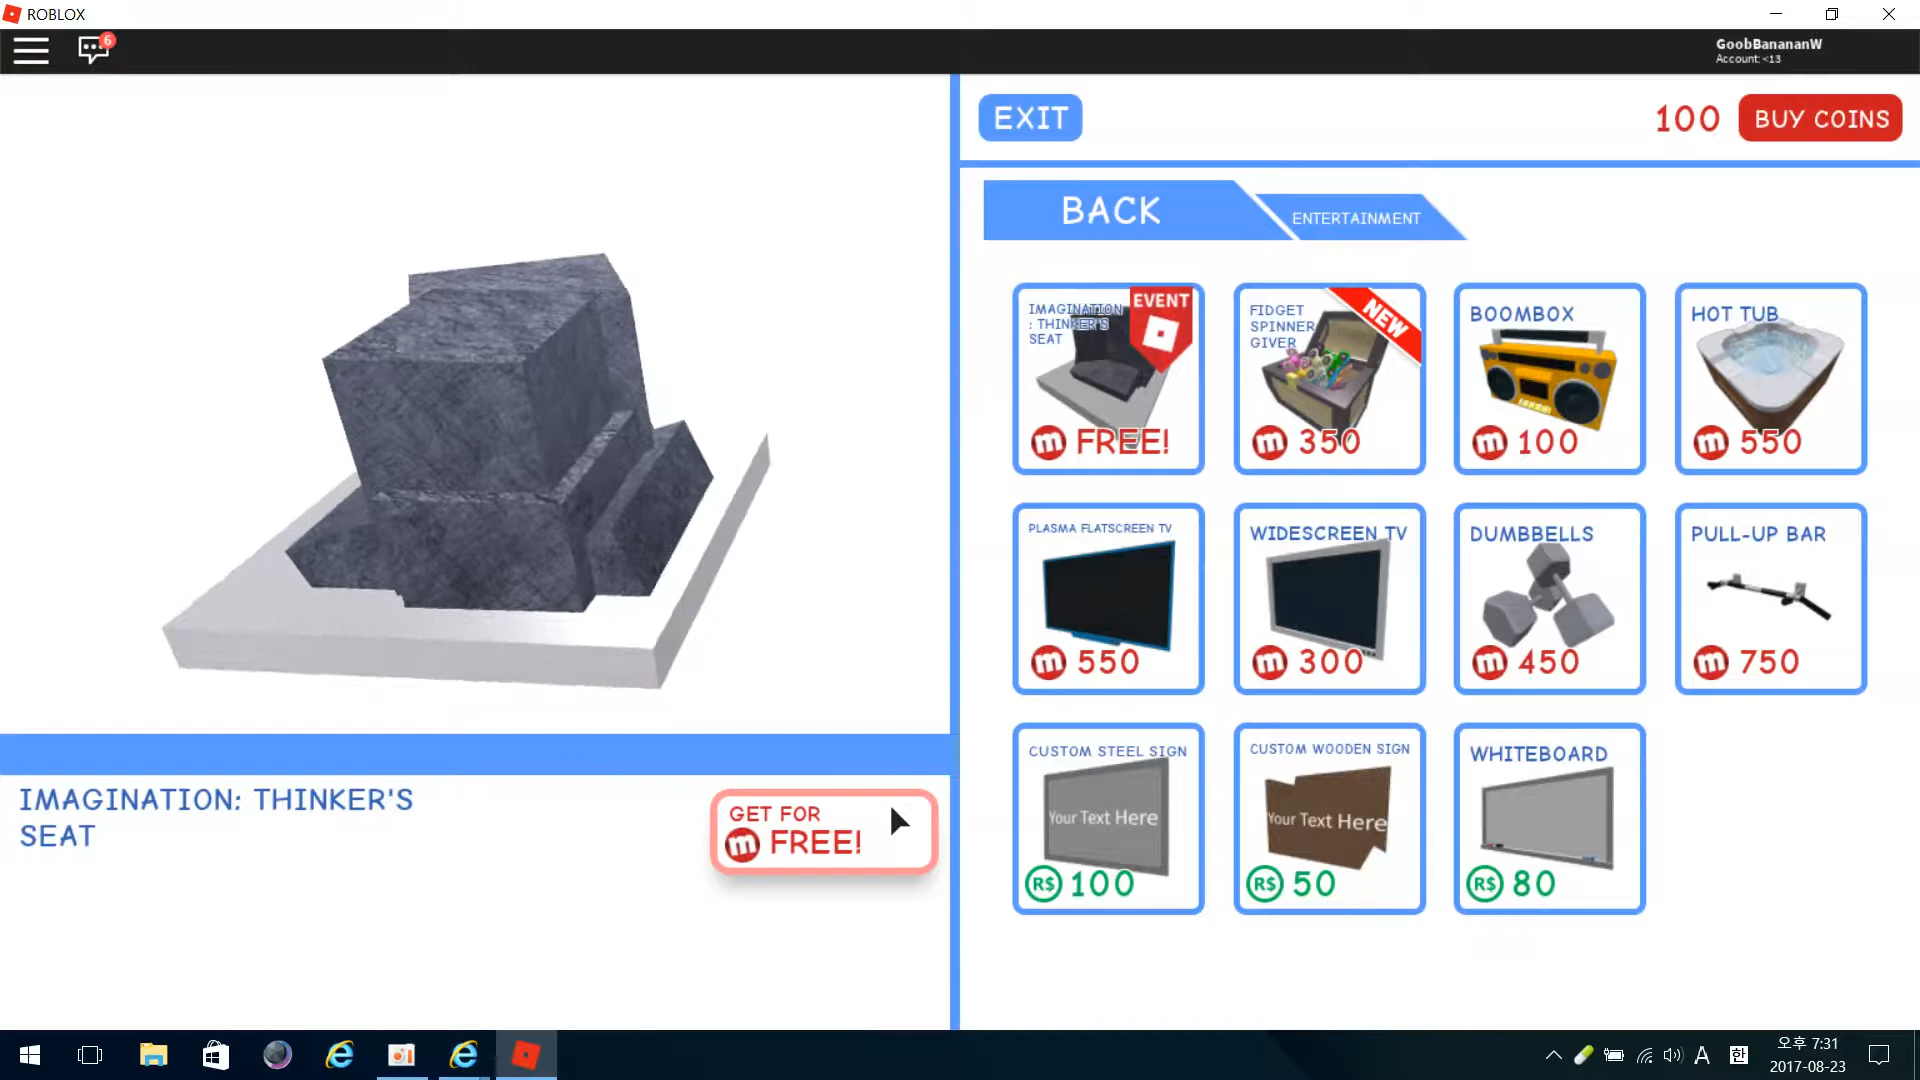 ROBLOX
6
GoobBanananW
Account: <13
EXIT
100
BUY COINS
BACK
ENTERTAINMENT
IMAGINATION
: THINKER'S
SEAT
EVENT
m FREE!
FIDGET
SPINNER
GIVER
NEW
m 350
BOOMBOX
m 100
HOT TUB
m 550
PLASMA FLATSCREEN TV
m 550
WIDESCREEN TV
m 300
DUMBBELLS
m 450
PULL-UP BAR
m 750
CUSTOM STEEL SIGN
Your Text Here
R$ 100
CUSTOM WOODEN SIGN
Your Text Here
R$ 50
WHITEBOARD
R$ 80
IMAGINATION: THINKER'S
SEAT
GET FOR
m FREE!
A
한
오후 7:31
2017-08-23